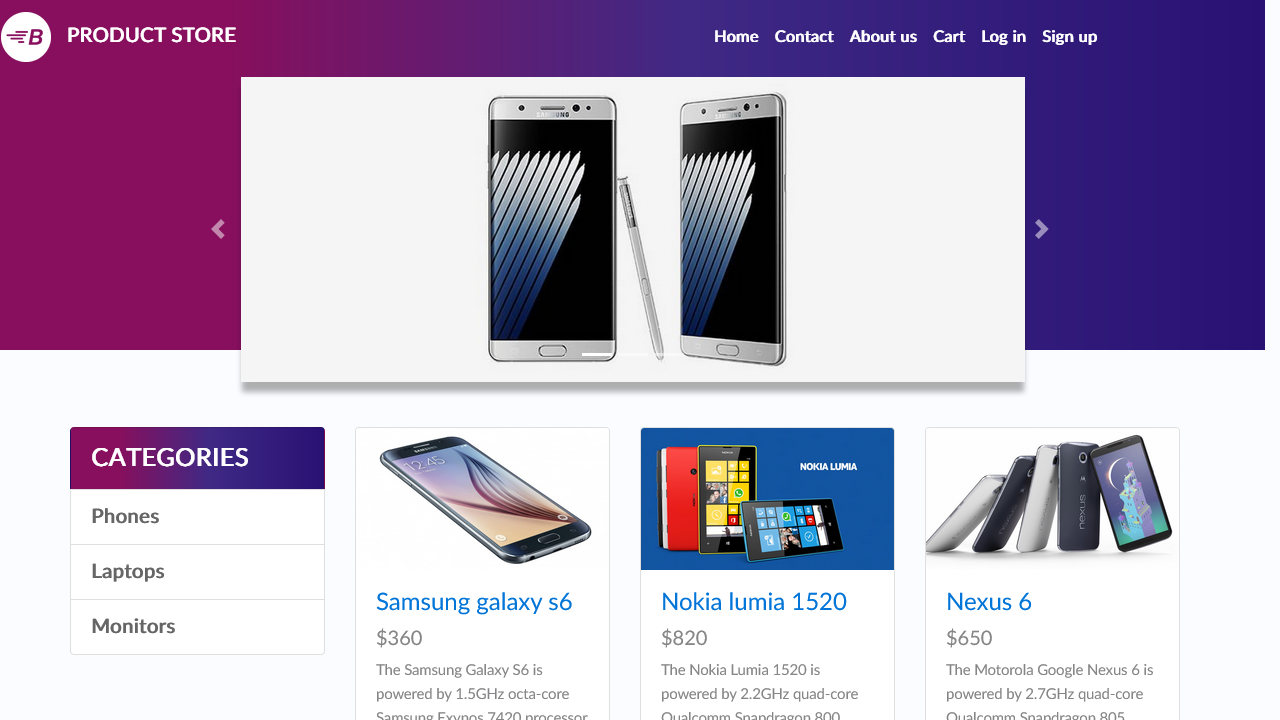 B PRODUCT STORE
Home Contact About us Cart Log in Sign up
SAMSUNG SAMSUNG
CATEGORIES
Phones
Laptops
Monitors
12:45
Samsung galaxy s6
$360
The Samsung Galaxy S6 is
powered by 1.5GHz octa-core
Samsung Exynos 7420 processor
NOKIA LUMIA
Nokia lumia 1520
$820
The Nokia Lumia 1520 is
powered by 2.2GHz quad-core
Qualcomm Snapdragon 800
nexus
Nexus 6
$650
The Motorola Google Nexus 6 is
powered by 2.7GHz quad-core
Qualcomm Snapdragon 805